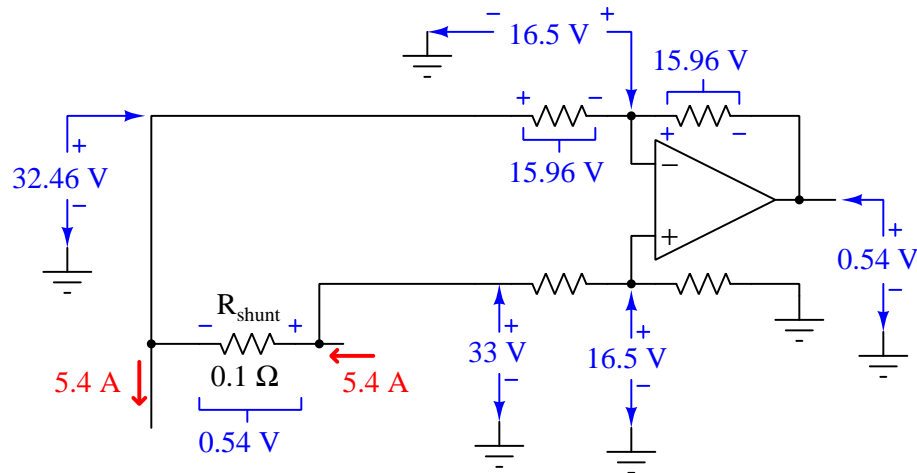 − 16.5 V +
15.96 V
+ −
+ −
+ −
15.96 V
32.46 V
+
−
−
+
+
0.54 V
−
R_shunt
− +
0.1 Ω
5.4 A
5.4 A
0.54 V
+
33 V
−
+
16.5 V
−